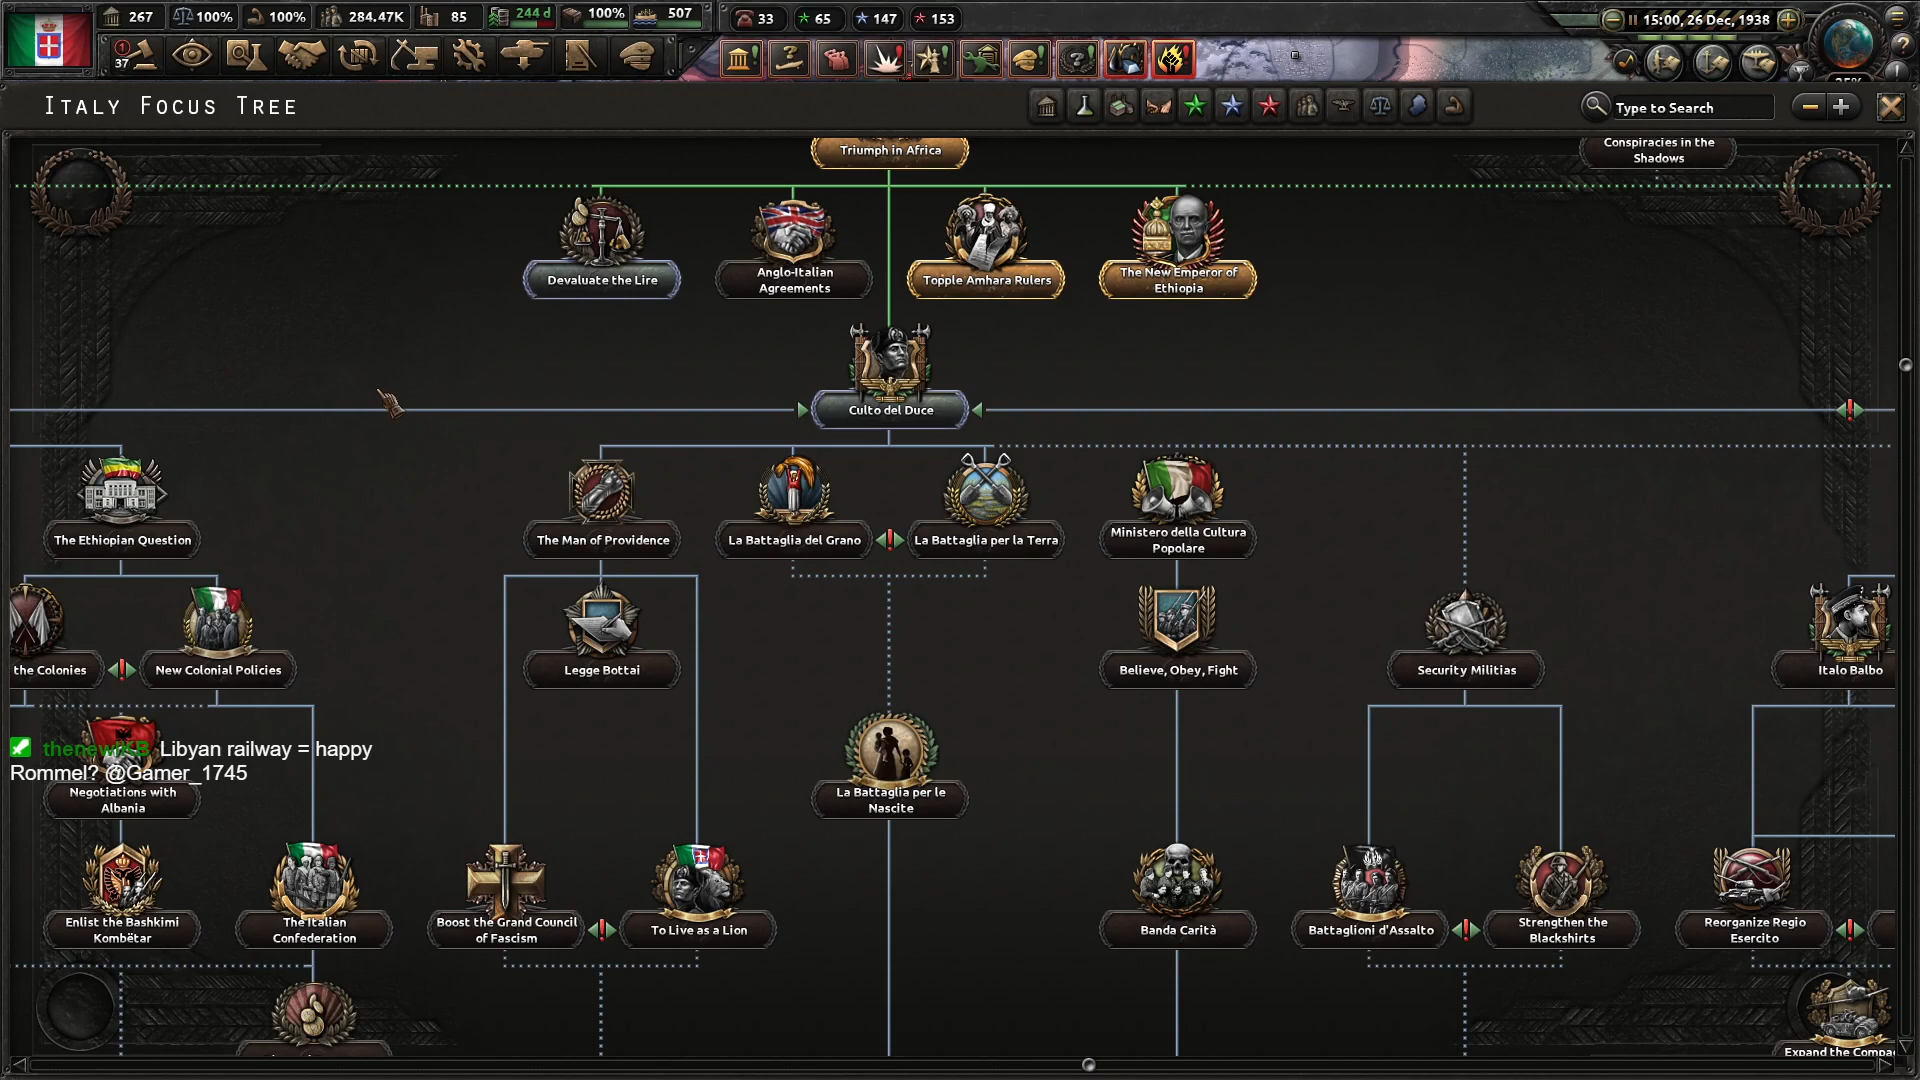 267
100%
100%
284.47K
85
244 d
100%
507
33
65
147
153
15:00, 26 Dec, 1938
1
37
25%
Italy Focus Tree
Type to Search
Triumph in Africa
Conspiracies in the
Shadows
Devaluate the Lire
Anglo-Italian
Agreements
Topple Amhara Rulers
The New Emperor of
Ethiopia
Culto del Duce
The Ethiopian Question
The Man of Providence
La Battaglia del Grano
La Battaglia per la Terra
Ministero della Cultura
Popolare
the Colonies
New Colonial Policies
Legge Bottai
Believe, Obey, Fight
Security Militias
Italo Balbo
Libyan railway = happy
Rommel? @Gamer_1745
Negotiations with
Albania
La Battaglia per le
Nascite
Enlist the Bashkimi
Kombëtar
The Italian
Confederation
Boost the Grand Council
of Fascism
To Live as a Lion
Banda Carità
Battaglioni d'Assalto
Strengthen the
Blackshirts
Reorganize Regio
Esercito
Expand the Compa